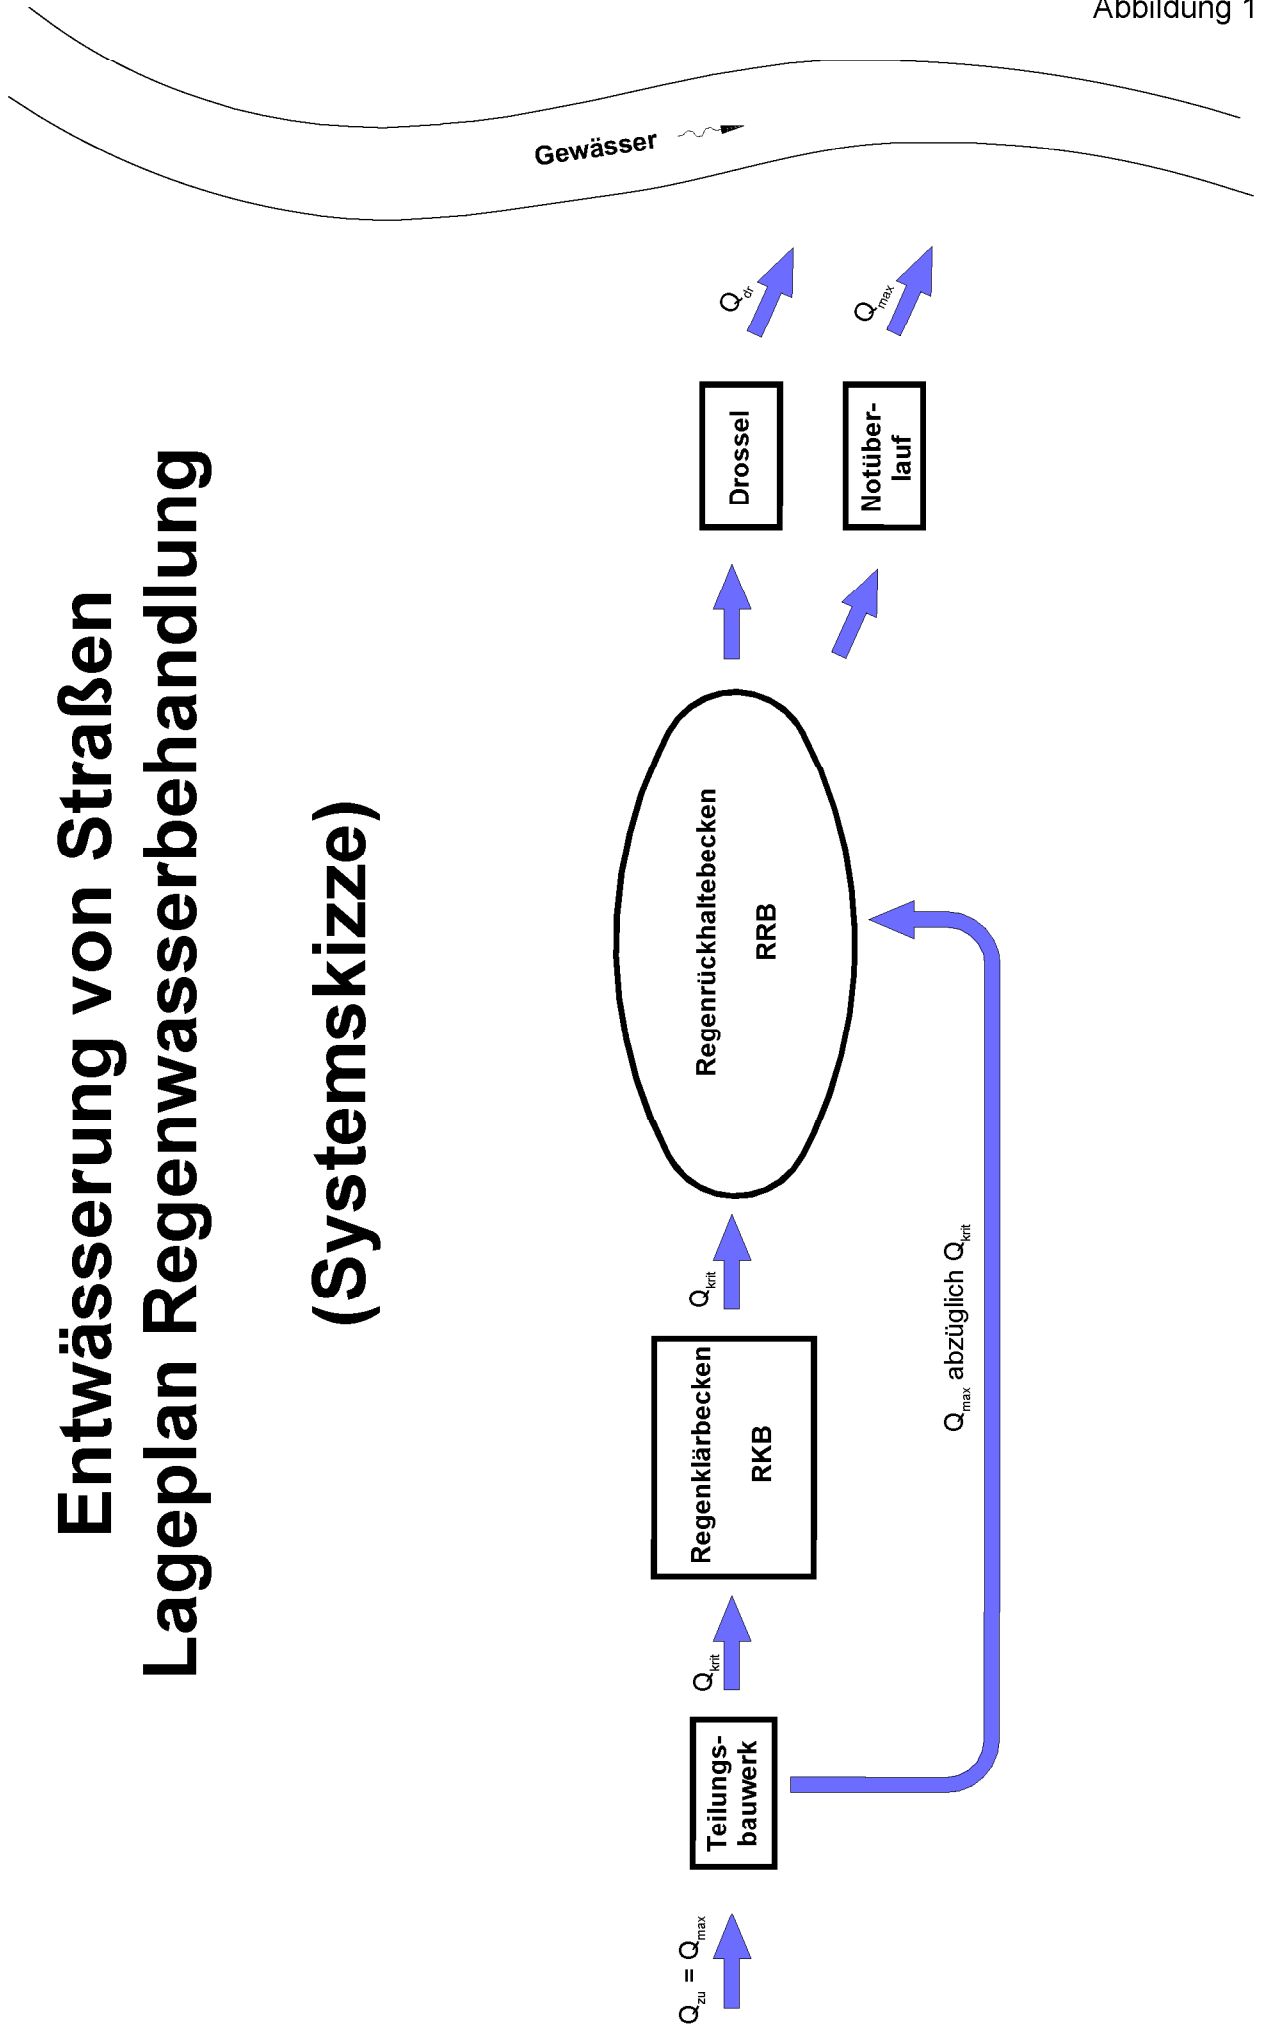 Abbildung 1
Entwässerung von Straßen
Lageplan Regenwasserbehandlung
(Systemskizze)
Q_zu = Q_max
Teilungs-
bauwerk
Q_krit
Regenklärbecken
RKB
Q_krit
Q_max abzüglich Q_krit
Regenrückhaltebecken
RRB
Drossel
Notüber-
lauf
Q_dr
Q_max
Gewässer